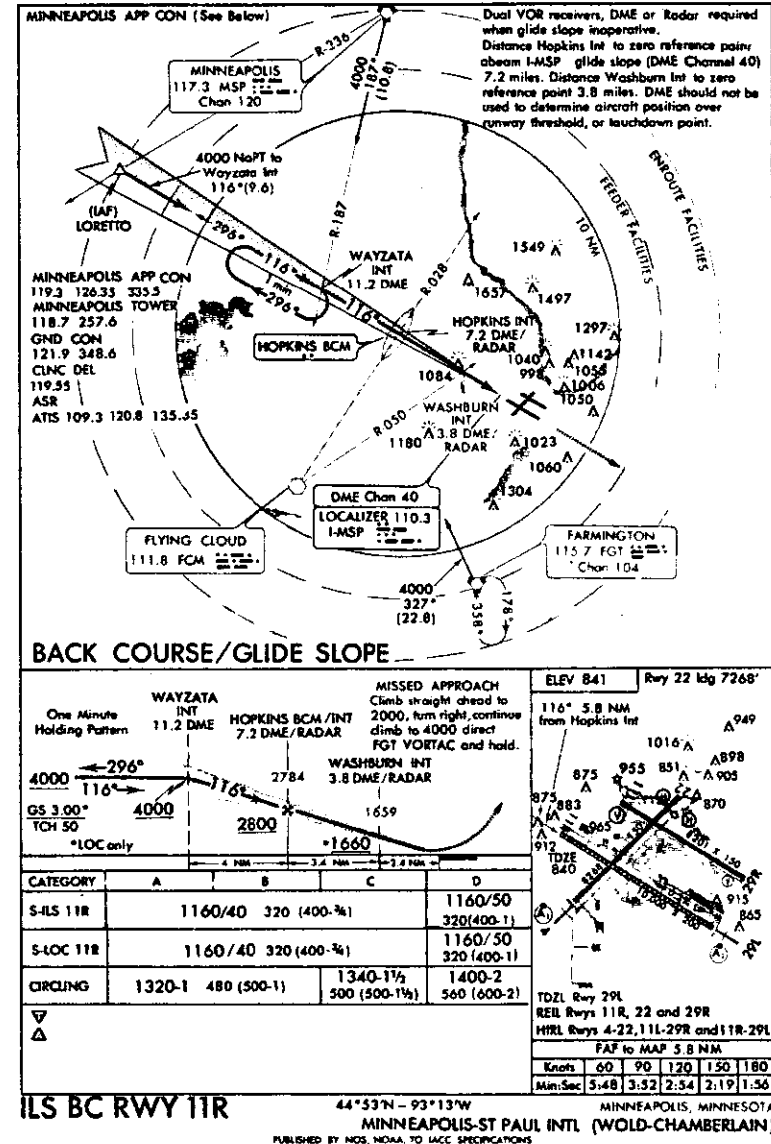 MINNEAPOLIS APP CON (See Below)
Dual VOR receivers, DME or Radar required
when glide slope inoperative.
Distance Hopkins Int to zero reference point
abeam I-MSP glide slope (DME Channel 40)
7.2 miles. Distance Washburn Int to zero
reference point 3.8 miles. DME should not be
used to determine aircraft position over
runway threshold, or touchdown point.
R-336
MINNEAPOLIS
117.3 MSP
Chan 120
4000
187°
(10.8)
4000 NoPT to
Wayzata Int
116° (9.6)
(IAF)
LORETTO
296°
116°
R-187
ENROUTE FACILITIES
FEEDER FACILITIES
10 NM
WAYZATA
INT
11.2 DME
1 min
296°
116°
R-028
1549
1657
1497
1297
MINNEAPOLIS APP CON
119.3 126.35 335.5
MINNEAPOLIS TOWER
118.7 257.6
GND CON
121.9 348.6
CLNC DEL
119.55
ASR
ATIS 109.3 120.8 135.35
HOPKINS BCM
HOPKINS INT
7.2 DME/
RADAR
1040
998
1142
1055
1006
1050
1084
WASHBURN
INT
3.8 DME/
RADAR
R-050
1180
1023
1060
1304
DME Chan 40
LOCALIZER 110.3
I-MSP
FLYING CLOUD
111.8 FCM
FARMINGTON
115.7 FGT
Chan 104
4000
327°
(22.8)
358°
178°
BACK COURSE/GLIDE SLOPE
ELEV 841
Rwy 22 ldg 7268'
One Minute
Holding Pattern
WAYZATA
INT
11.2 DME
HOPKINS BCM/INT
7.2 DME/RADAR
MISSED APPROACH
Climb straight ahead to
2000, turn right, continue
climb to 4000 direct
FGT VORTAC and hold.
WASHBURN INT
3.8 DME/RADAR
4000
296°
116°
4000
116°
2784
2800
1659
*1660
GS 3.00°
TCH 50
*LOC only
4 NM
3.4 NM
2.4 NM
116° 5.8 NM
from Hopkins Int
949
1016
898
851
905
955
875
870
875
883
965
912
TDZE
840
915
865
29R
29L
22
TDZL Rwy 29L
REIL Rwys 11R, 22 and 29R
HIRL Rwys 4-22, 11L-29R and 11R-29L
CATEGORY A B C D
S-ILS 11R 1160/40 320 (400-¾) 1160/50 320 (400-1)
S-LOC 11R 1160/40 320 (400-¾) 1160/50 320 (400-1)
CIRCLING 1320-1 480 (500-1) 1340-1½ 500 (500-1½) 1400-2 560 (600-2)
FAF to MAP 5.8 NM
Knots 60 90 120 150 180
Min:Sec 5:48 3:52 2:54 2:19 1:56
ILS BC RWY 11R
44°53'N – 93°13'W
MINNEAPOLIS, MINNESOTA
MINNEAPOLIS-ST PAUL INTL (WOLD-CHAMBERLAIN)
PUBLISHED BY NOS, NOAA, TO IACC SPECIFICATIONS